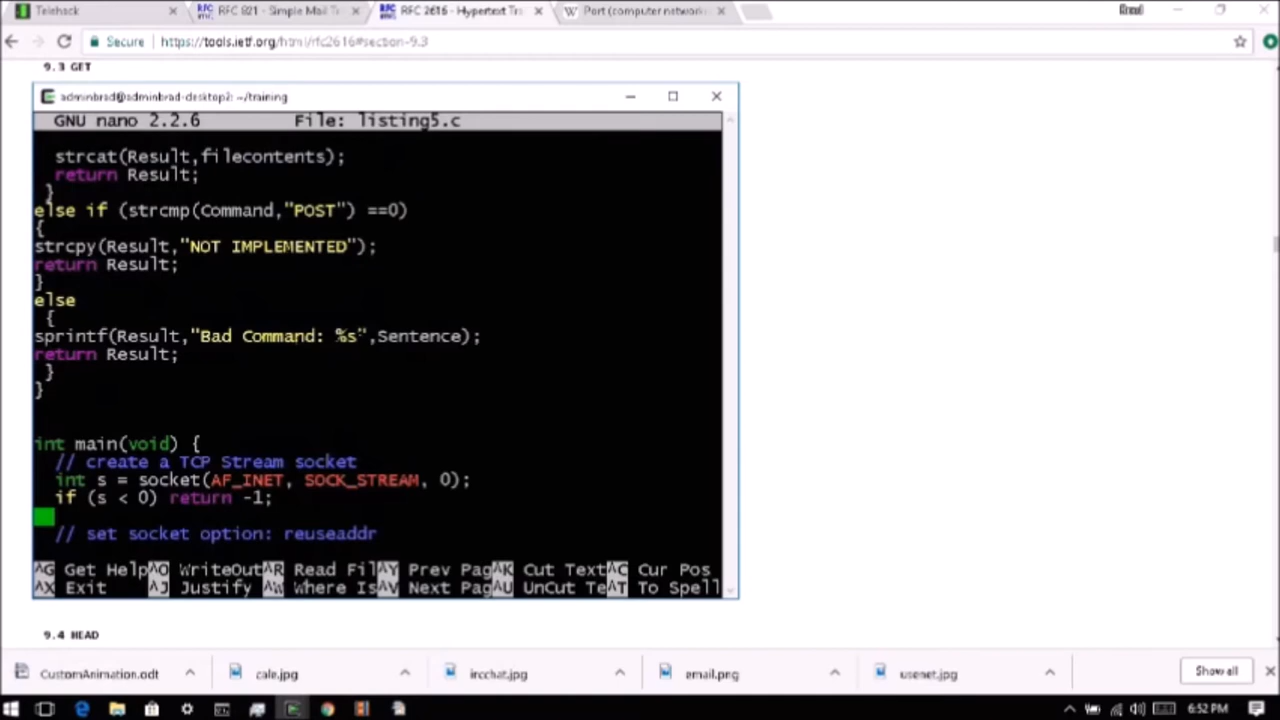 Telehack
RFC 821 - Simple Mail T
RFC 2616 - Hypertext Tra
Port (computer network
Secure
https://tools.ietf.org/html/rfc2616#section-9.3
9.3 GET
adminbrad@adminbrad-desktop2: ~/training
GNU nano 2.2.6 File: listing5.c
strcat(Result,filecontents);
return Result;
}
else if (strcmp(Command,"POST") ==0)
{
strcpy(Result,"NOT IMPLEMENTED");
return Result;
}
else
{
sprintf(Result,"Bad Command: %s",Sentence);
return Result;
}
}
int main(void) {
// create a TCP Stream socket
int s = socket(AF_INET, SOCK_STREAM, 0);
if (s < 0) return -1;
// set socket option: reuseaddr
^G Get Help ^O WriteOut ^R Read Fil ^Y Prev Pag ^K Cut Text ^C Cur Pos
^X Exit ^J Justify ^W Where Is ^V Next Pag ^U UnCut Te ^T To Spell
9.4 HEAD
CustomAnimation.odt
cale.jpg
ircchat.jpg
email.png
usenet.jpg
Show all
6:52 PM